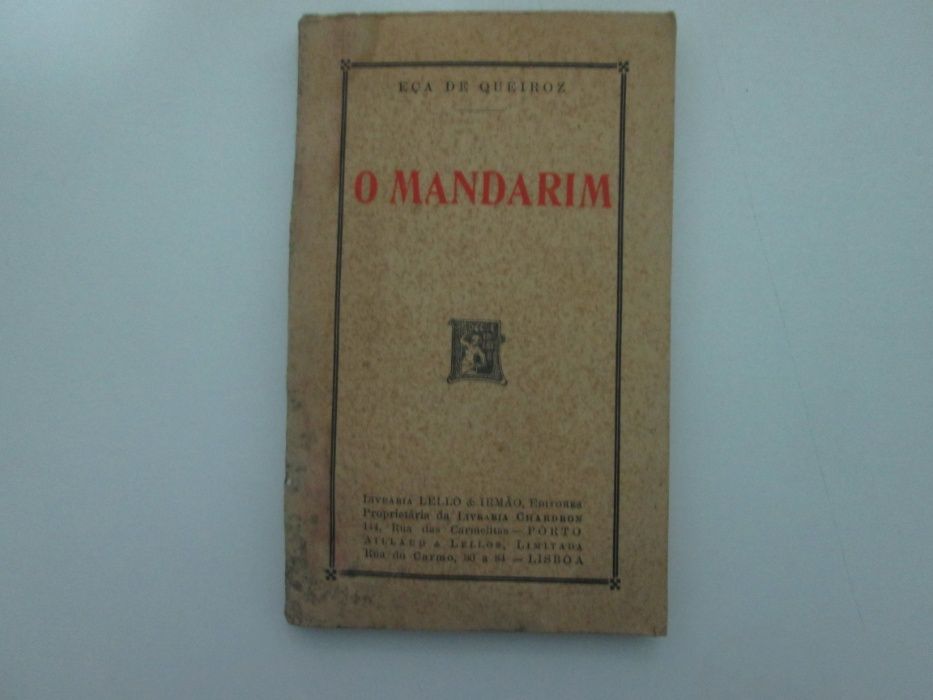 EÇA DE QUEIROZ
O MANDARIM
LIVRARIA LELLO & IRMÃO, EDITORES
Proprietária da LIVRARIA CHARDRON
144, Rua das Carmelitas — PORTO
AILLAUD & LELLOS, LIMITADA
Rua do Carmo, 80 a 84 — LISBOA